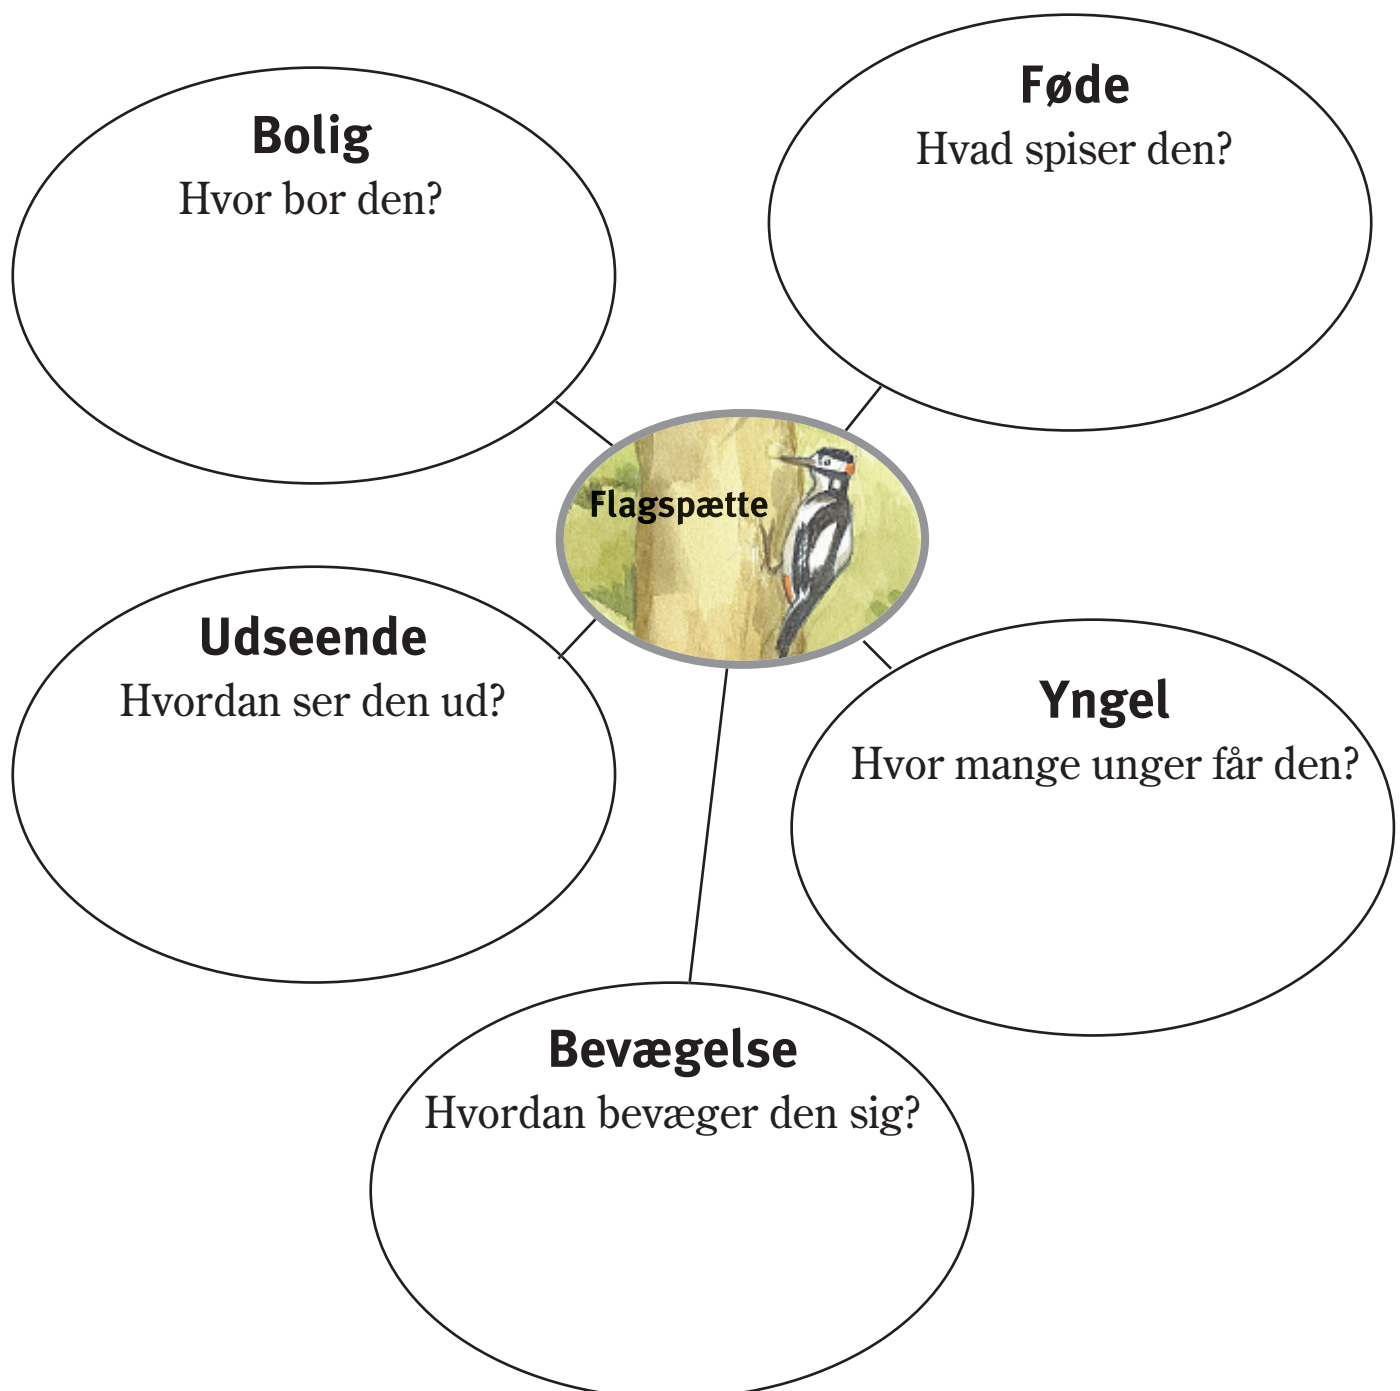 Bolig
Hvor bor den?
Føde
Hvad spiser den?
Flagspætte
Udseende
Hvordan ser den ud?
Yngel
Hvor mange unger får den?
Bevægelse
Hvordan bevæger den sig?